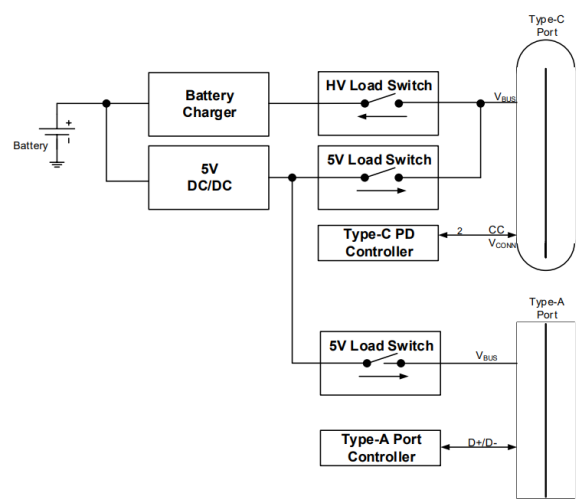 Type-C
Port
Battery
Charger
HV Load Switch
VBUS
+
-
Battery
5V
DC/DC
5V Load Switch
Type-C PD
Controller
2
CC
VCONN
Type-A
Port
5V Load Switch
VBUS
Type-A Port
Controller
D+/D-